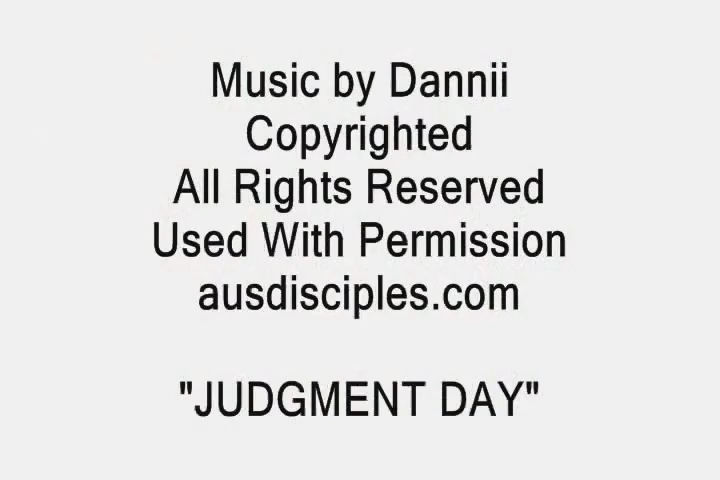 Music by Dannii
Copyrighted
All Rights Reserved
Used With Permission
ausdisciples.com
"JUDGMENT DAY"